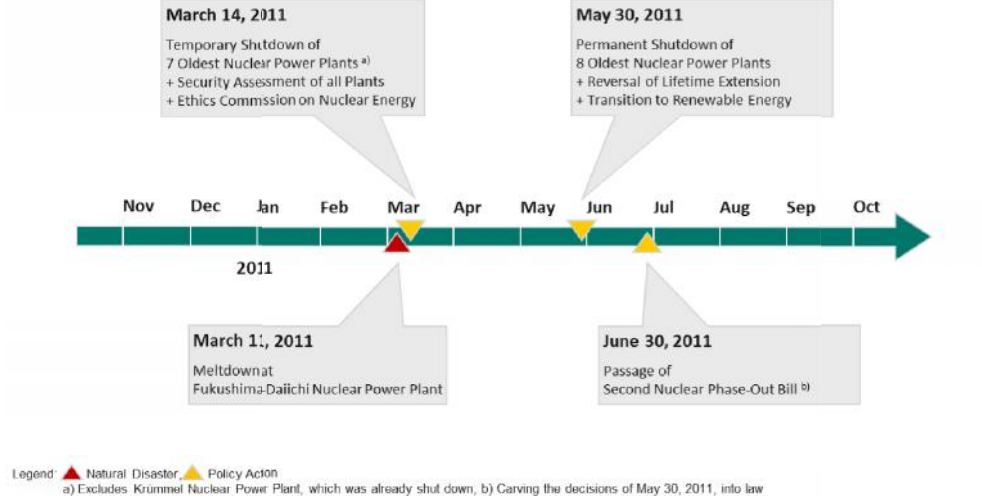 March 14, 2011
Temporary Shutdown of
7 Oldest Nuclear Power Plants a)
+ Security Assessment of all Plants
+ Ethics Commssion on Nuclear Energy
May 30, 2011
Permanent Shutdown of
8 Oldest Nuclear Power Plants
+ Reversal of Lifetime Extension
+ Transition to Renewable Energy
Nov Dec Jan Feb Mar Apr May Jun Jul Aug Sep Oct
2011
March 11, 2011
Meltdown at
Fukushima-Daiichi Nuclear Power Plant
June 30, 2011
Passage of
Second Nuclear Phase-Out Bill b)
Legend: Natural Disaster, Policy Acton
a) Excludes Krümmel Nuclear Power Plant, which was already shut down, b) Carving the decisions of May 30, 2011, into law